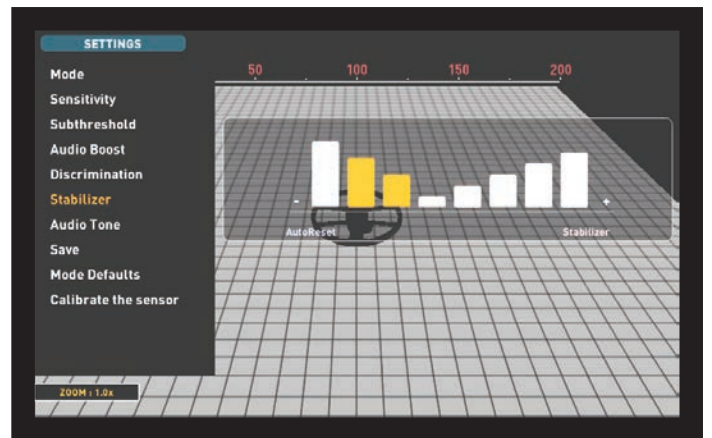 SETTINGS
Mode
Sensitivity
Subthreshold
Audio Boost
Discrimination
Stabilizer
Audio Tone
Save
Mode Defaults
Calibrate the sensor
50 100 150 200
- +
AutoReset Stabilizer
ZOOM : 1.0x